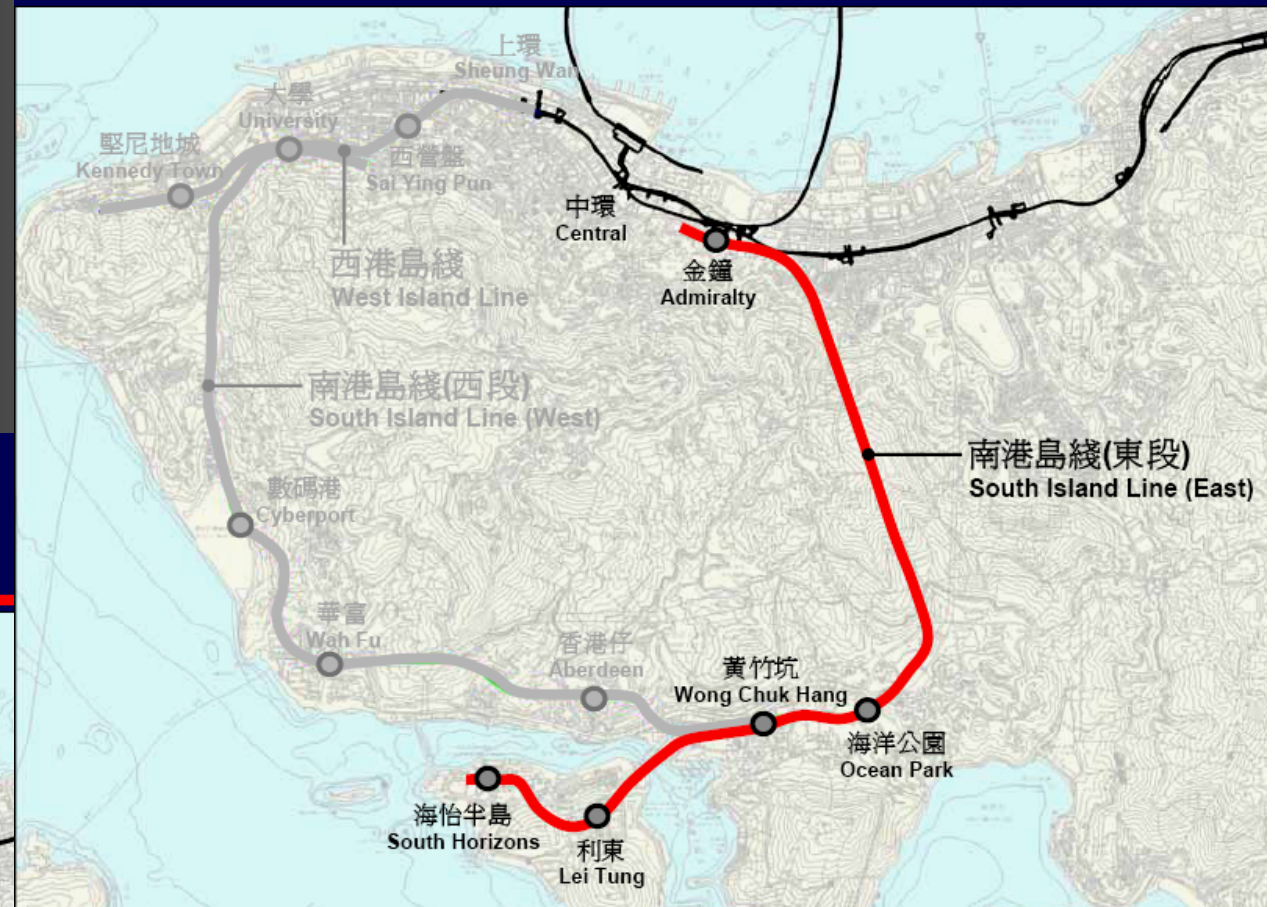 上環
Sheung Wan
大學
University
堅尼地城
Kennedy Town
西營盤
Sai Ying Pun
中環
Central
金鐘
Admiralty
西港島綫
West Island Line
南港島綫(西段)
South Island Line (West)
南港島綫(東段)
South Island Line (East)
數碼港
Cyberport
華富
Wah Fu
香港仔
Aberdeen
黃竹坑
Wong Chuk Hang
海洋公園
Ocean Park
海怡半島
South Horizons
利東
Lei Tung